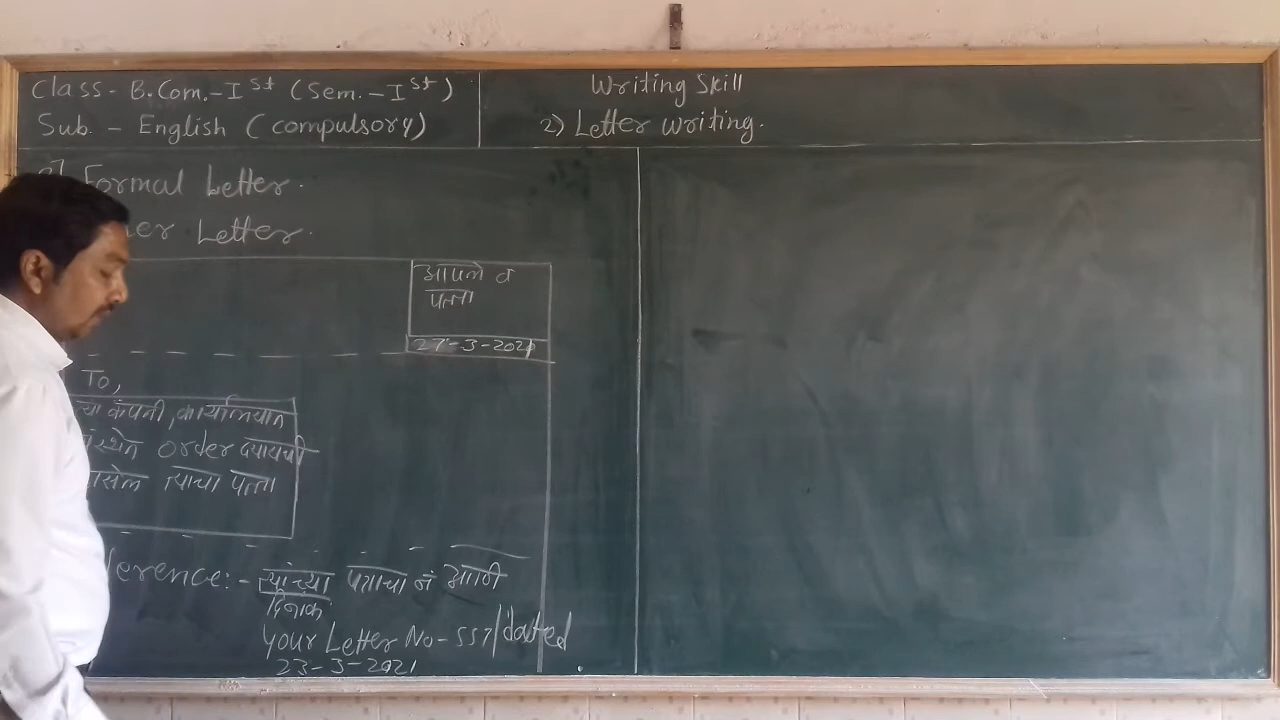 Class - B.Com.-I st (Sem.-I st)
Sub. - English (compulsory)
Writing Skill
2) Letter writing.
Formal Letter.
er Letter.
आपले व
पत्ता
27-3-2021
To,
च्या कंपनी, कार्यालयात
संस्थेत order द्यायची
असेल त्याचा पत्ता
erence:- त्यांच्या पत्राचा नं आणि
दिनांक
Your Letter No-557/dated
23-3-2021